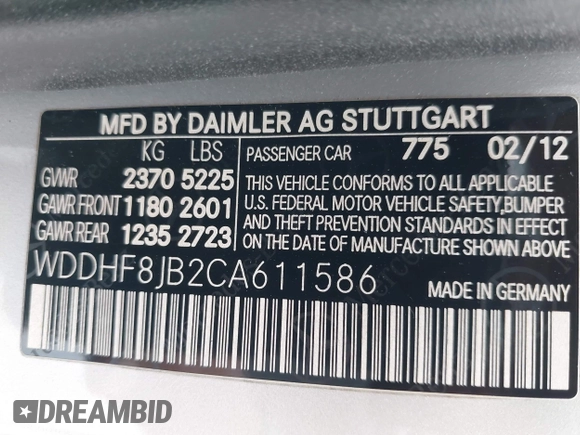 MFD BY DAIMLER AG STUTTGART
KG LBS
GVWR 2370 5225
GAWR FRONT 1180 2601
GAWR REAR 1235 2723
PASSENGER CAR 775 02/12
THIS VEHICLE CONFORMS TO ALL APPLICABLE
U.S. FEDERAL MOTOR VEHICLE SAFETY, BUMPER
AND THEFT PREVENTION STANDARDS IN EFFECT
ON THE DATE OF MANUFACTURE SHOWN ABOVE.
WDDHF8JB2CA611586
MADE IN GERMANY
DREAMBID